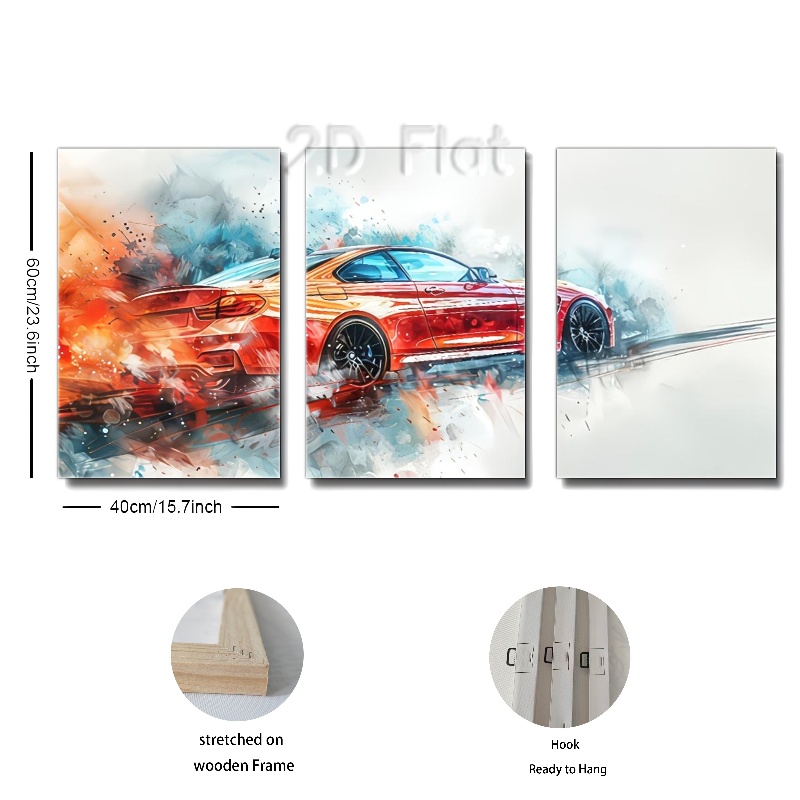 2D Flat
60cm/23.6inch
40cm/15.7inch
stretched on
wooden Frame
Hook
Ready to Hang